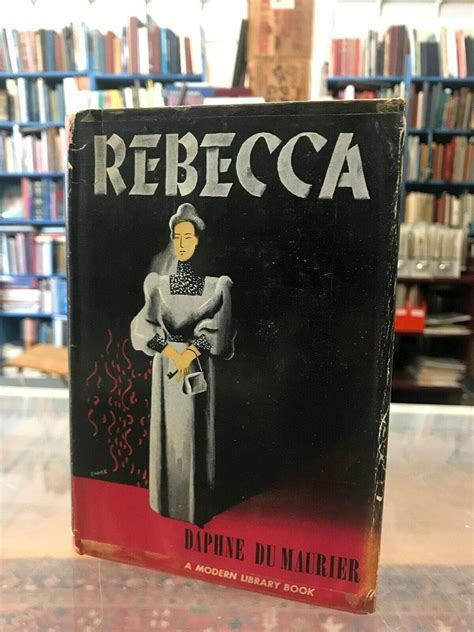 REBECCA
DAPHNE DU MAURIER
A MODERN LIBRARY BOOK